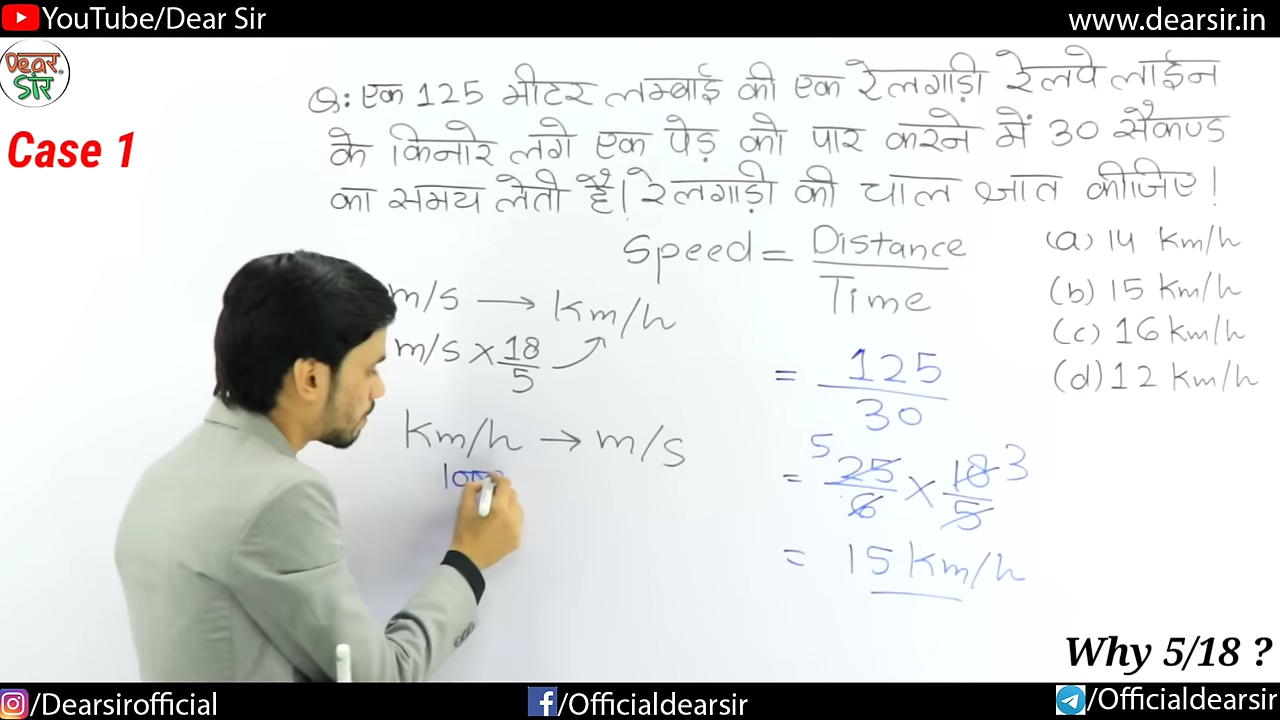 YouTube/Dear Sir
www.dearsir.in
Dear
SIR
Case 1
Q: एक 125 मीटर लम्बाई की एक रेलगाड़ी रेलवे लाईन
के किनारे लगे एक पेड़ को पार करने में 30 सैकण्ड
का समय लेती है। रेलगाड़ी की चाल ज्ञात कीजिए।
Speed = Distance
Time
(a) 14 km/h
(b) 15 km/h
(c) 16 km/h
(d) 12 km/h
m/s → km/h
m/s × 18
5
km/h → m/s
= 125
30
= 5 25 × 18 3
6 5
= 15 km/h
Why 5/18 ?
/Dearsirofficial
/Officialdearsir
/Officialdearsir